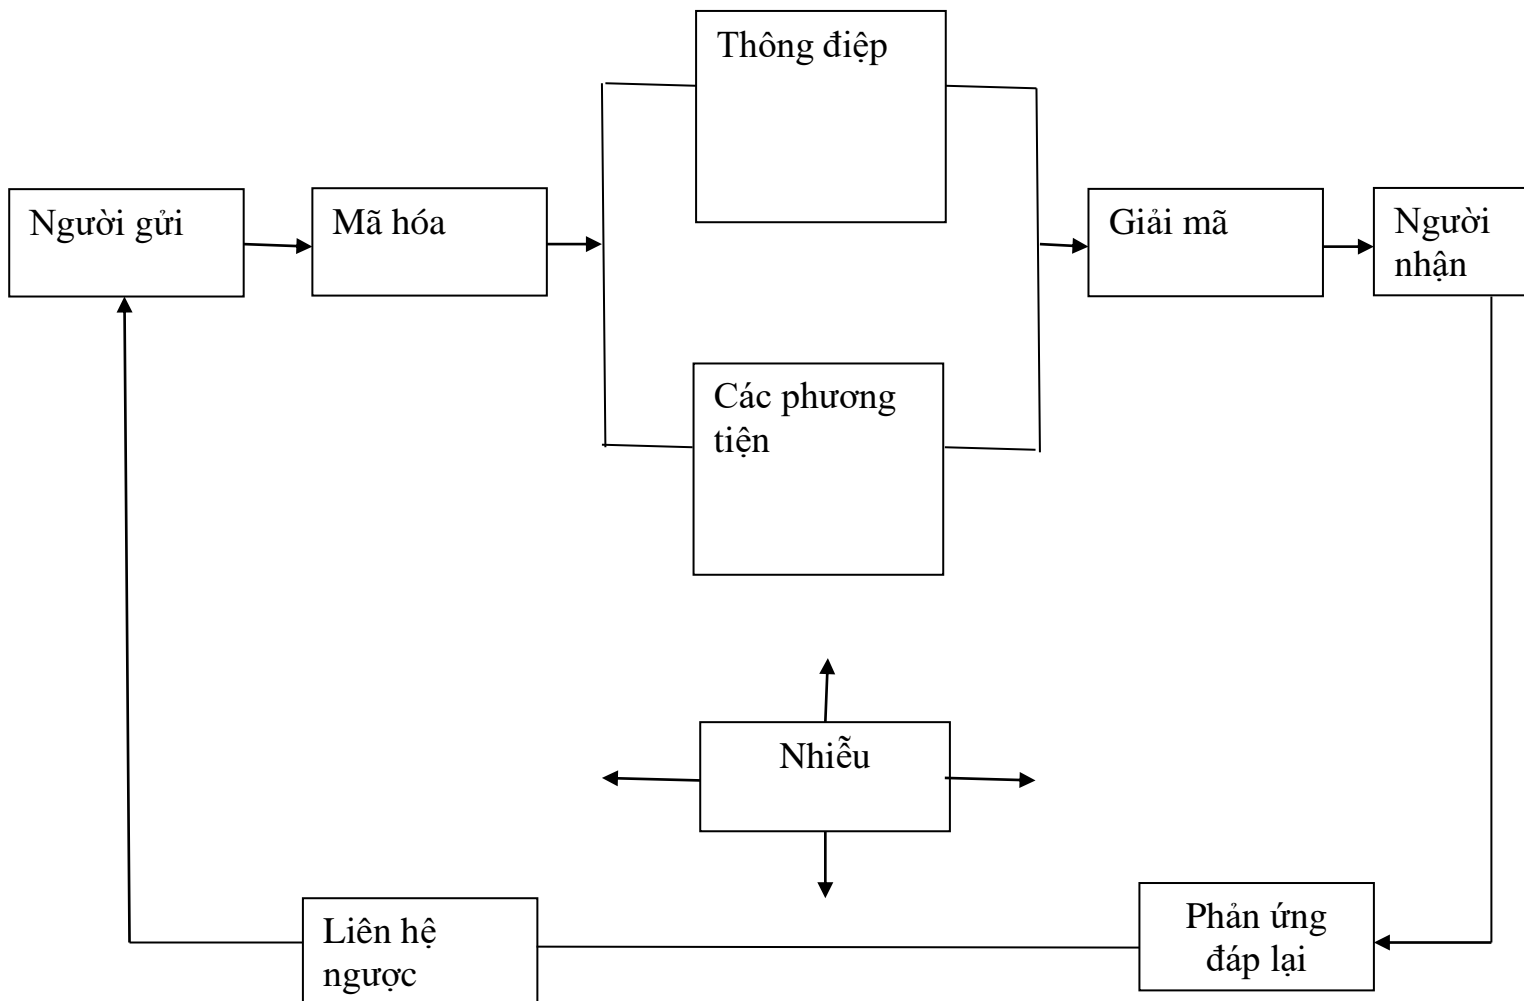 Thông điệp
Người gửi
Mã hóa
Giải mã
Người
nhận
Các phương
tiện
Nhiễu
Liên hệ
ngược
Phản ứng
đáp lại